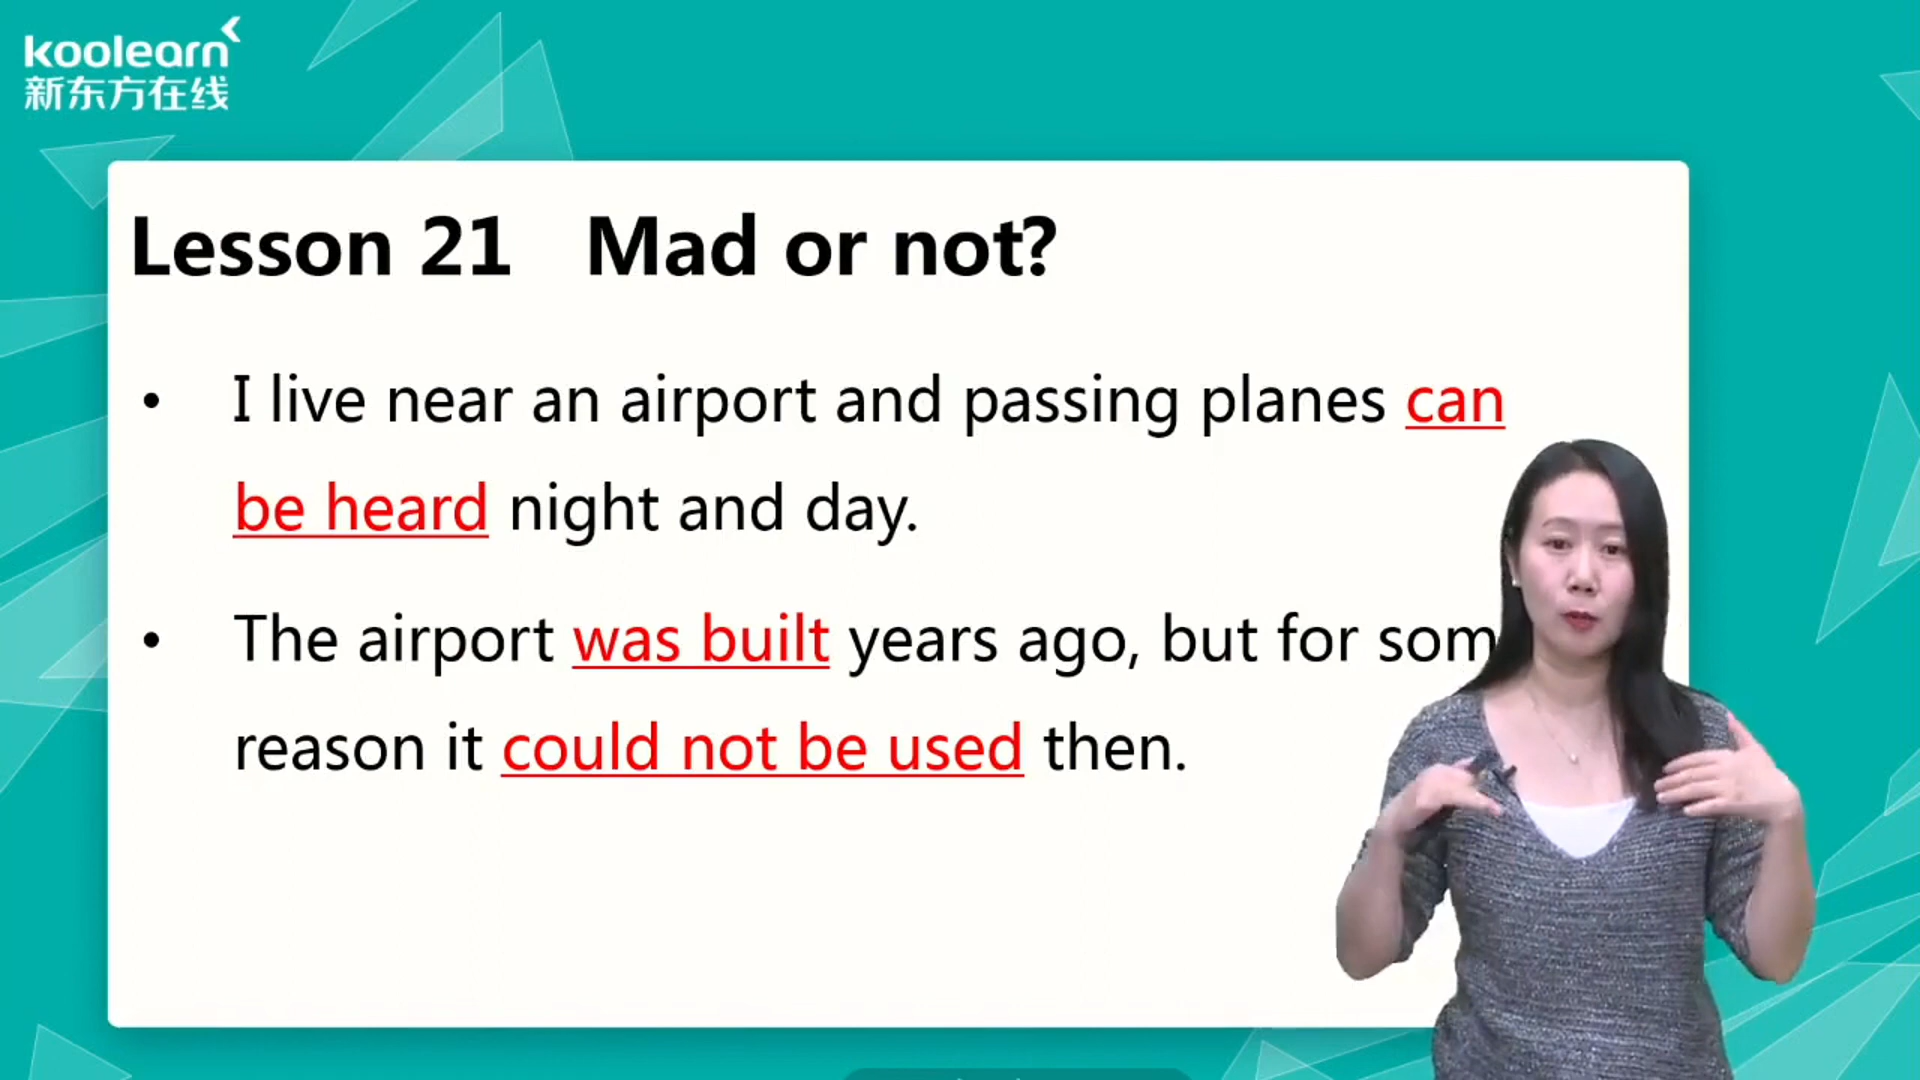 koolearn
新东方在线
Lesson 21 Mad or not?
• I live near an airport and passing planes can
be heard night and day.
• The airport was built years ago, but for som
reason it could not be used then.